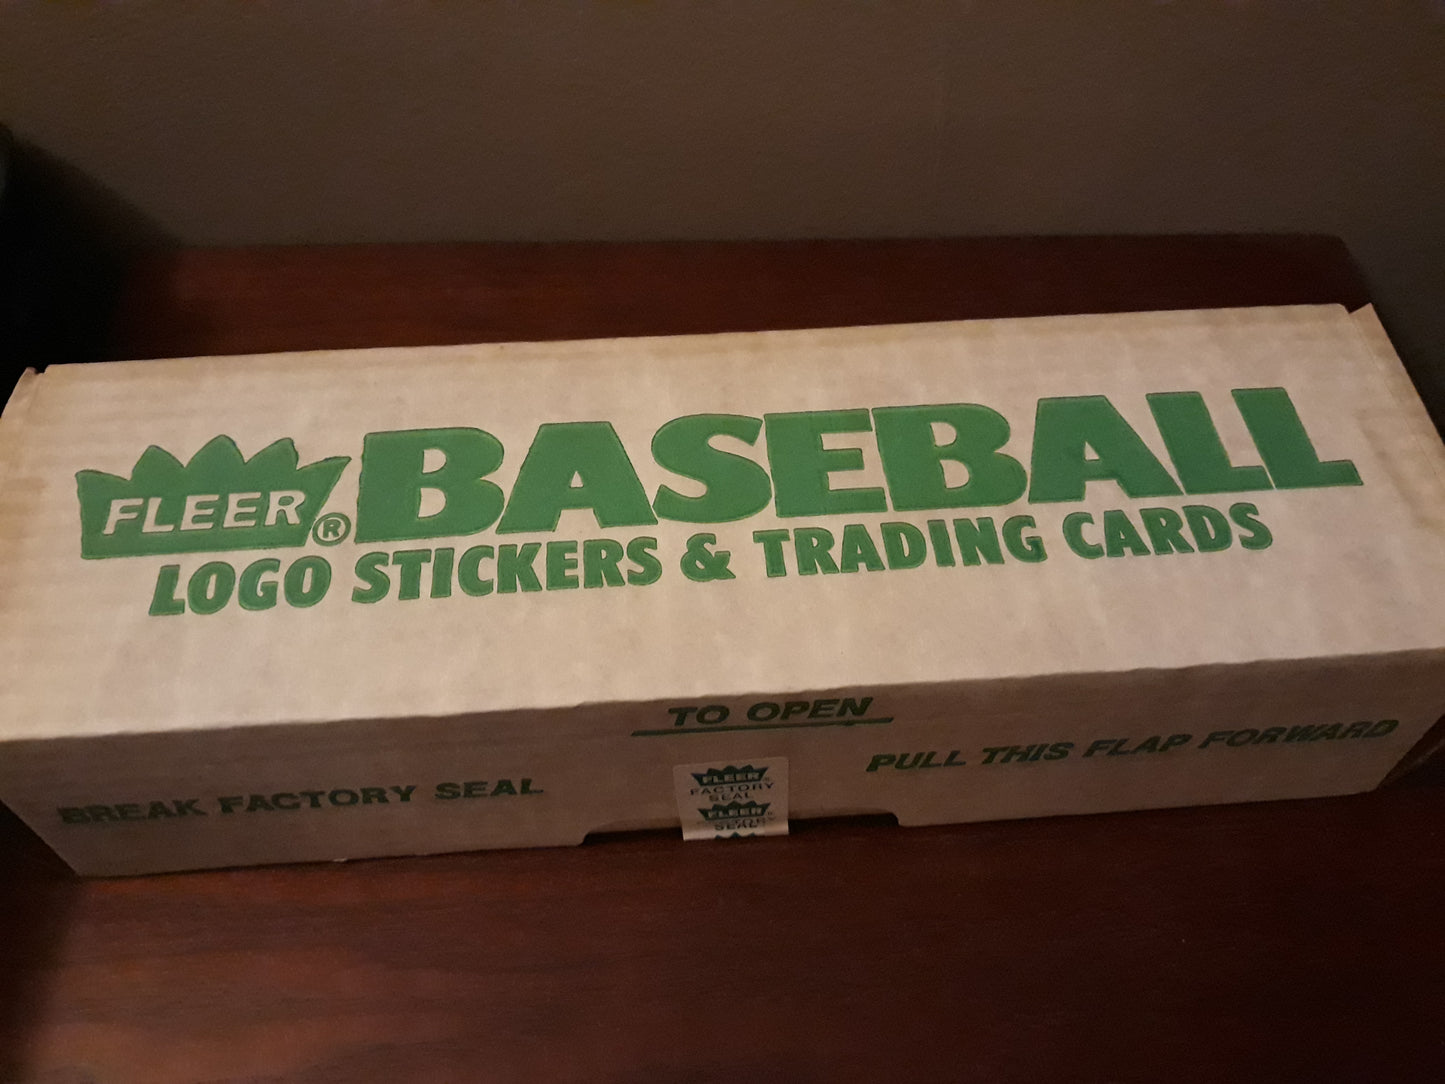 FLEER® BASEBALL
LOGO STICKERS & TRADING CARDS
TO OPEN
BREAK FACTORY SEAL
PULL THIS FLAP FORWARD
FLEER®
FACTORY
SEAL
FLEER®
FACTORY
SEAL